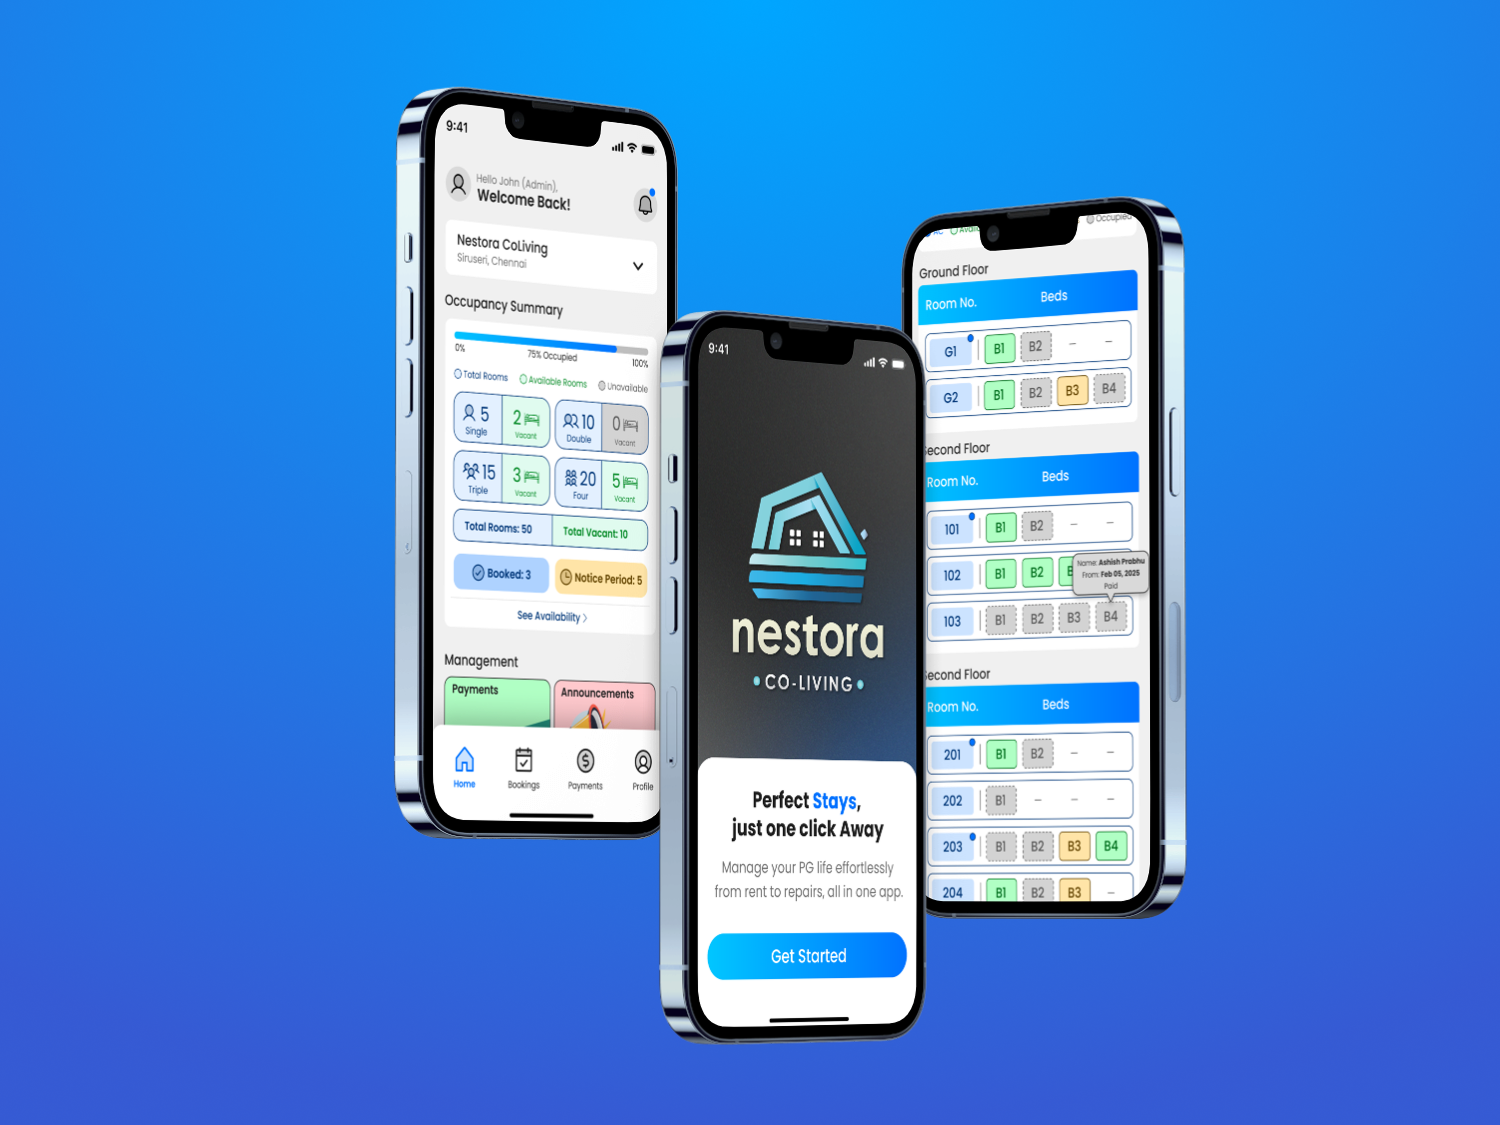 9:41
Hello John (Admin),
Welcome Back!
Nestora CoLiving
Siruseri, Chennai
Occupancy Summary
0% 75% Occupied 100%
Total Rooms Available Rooms Unavailable
5 Single 2 Vacant 10 Double 0 Vacant
15 Triple 3 Vacant 20 Four 5 Vacant
Total Rooms: 50 Total Vacant: 10
Booked: 3 Notice Period: 5
See Availability >
Management
Payments Announcements
Home Bookings Payments Profile
9:41
nestora
• CO-LIVING •
Perfect Stays,
just one click Away
Manage your PG life effortlessly
from rent to repairs, all in one app.
Get Started
AC Occupied
Ground Floor
Room No. Beds
G1 B1 B2 – –
G2 B1 B2 B3 B4
Second Floor
Room No. Beds
101 B1 B2 – –
102 B1 B2
Name: Ashish Prabhu
From: Feb 05, 2025
Paid
103 B1 B2 B3 B4
Second Floor
Room No. Beds
201 B1 B2 – –
202 B1 – – –
203 B1 B2 B3 B4
204 B1 B2 B3 –